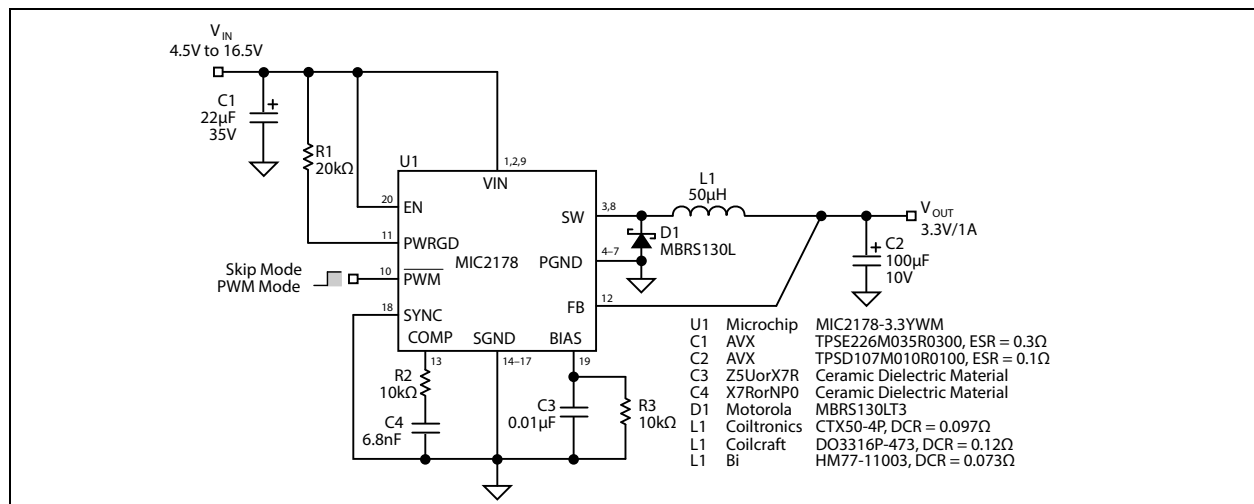 VIN
4.5V to 16.5V
C1
22µF
35V
+
R1
20kΩ
U1
1,2,9
VIN
20
EN
11
PWRGD
MIC2178
Skip Mode
PWM Mode
10
PWM
18
SYNC
COMP
13
SGND
14–17
BIAS
19
SW
3,8
PGND
4–7
FB
12
L1
50µH
D1
MBRS130L
VOUT
3.3V/1A
+
C2
100µF
10V
R2
10kΩ
C4
6.8nF
C3
0.01µF
R3
10kΩ
U1 Microchip MIC2178-3.3YWM
C1 AVX TPSE226M035R0300, ESR = 0.3Ω
C2 AVX TPSD107M010R0100, ESR = 0.1Ω
C3 Z5UorX7R Ceramic Dielectric Material
C4 X7RorNP0 Ceramic Dielectric Material
D1 Motorola MBRS130LT3
L1 Coiltronics CTX50-4P, DCR = 0.097Ω
L1 Coilcraft DO3316P-473, DCR = 0.12Ω
L1 Bi HM77-11003, DCR = 0.073Ω